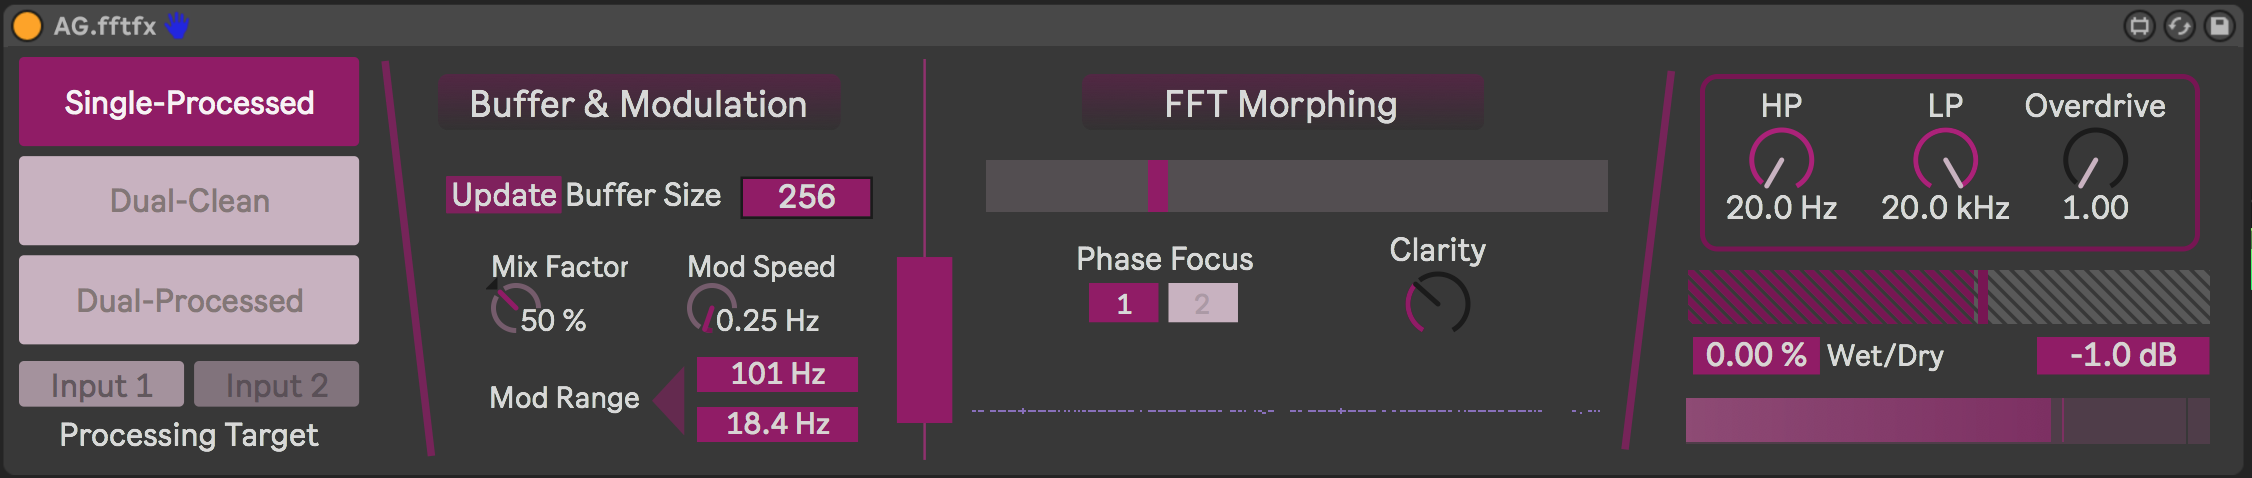 AG.fftfx
Single-Processed
Dual-Clean
Dual-Processed
Input 1 Input 2
Processing Target
Buffer & Modulation
Update Buffer Size 256
Mix Factor Mod Speed
50 % 0.25 Hz
Mod Range 101 Hz
18.4 Hz
FFT Morphing
Phase Focus
1 2
Clarity
HP LP Overdrive
20.0 Hz 20.0 kHz 1.00
0.00 % Wet/Dry -1.0 dB